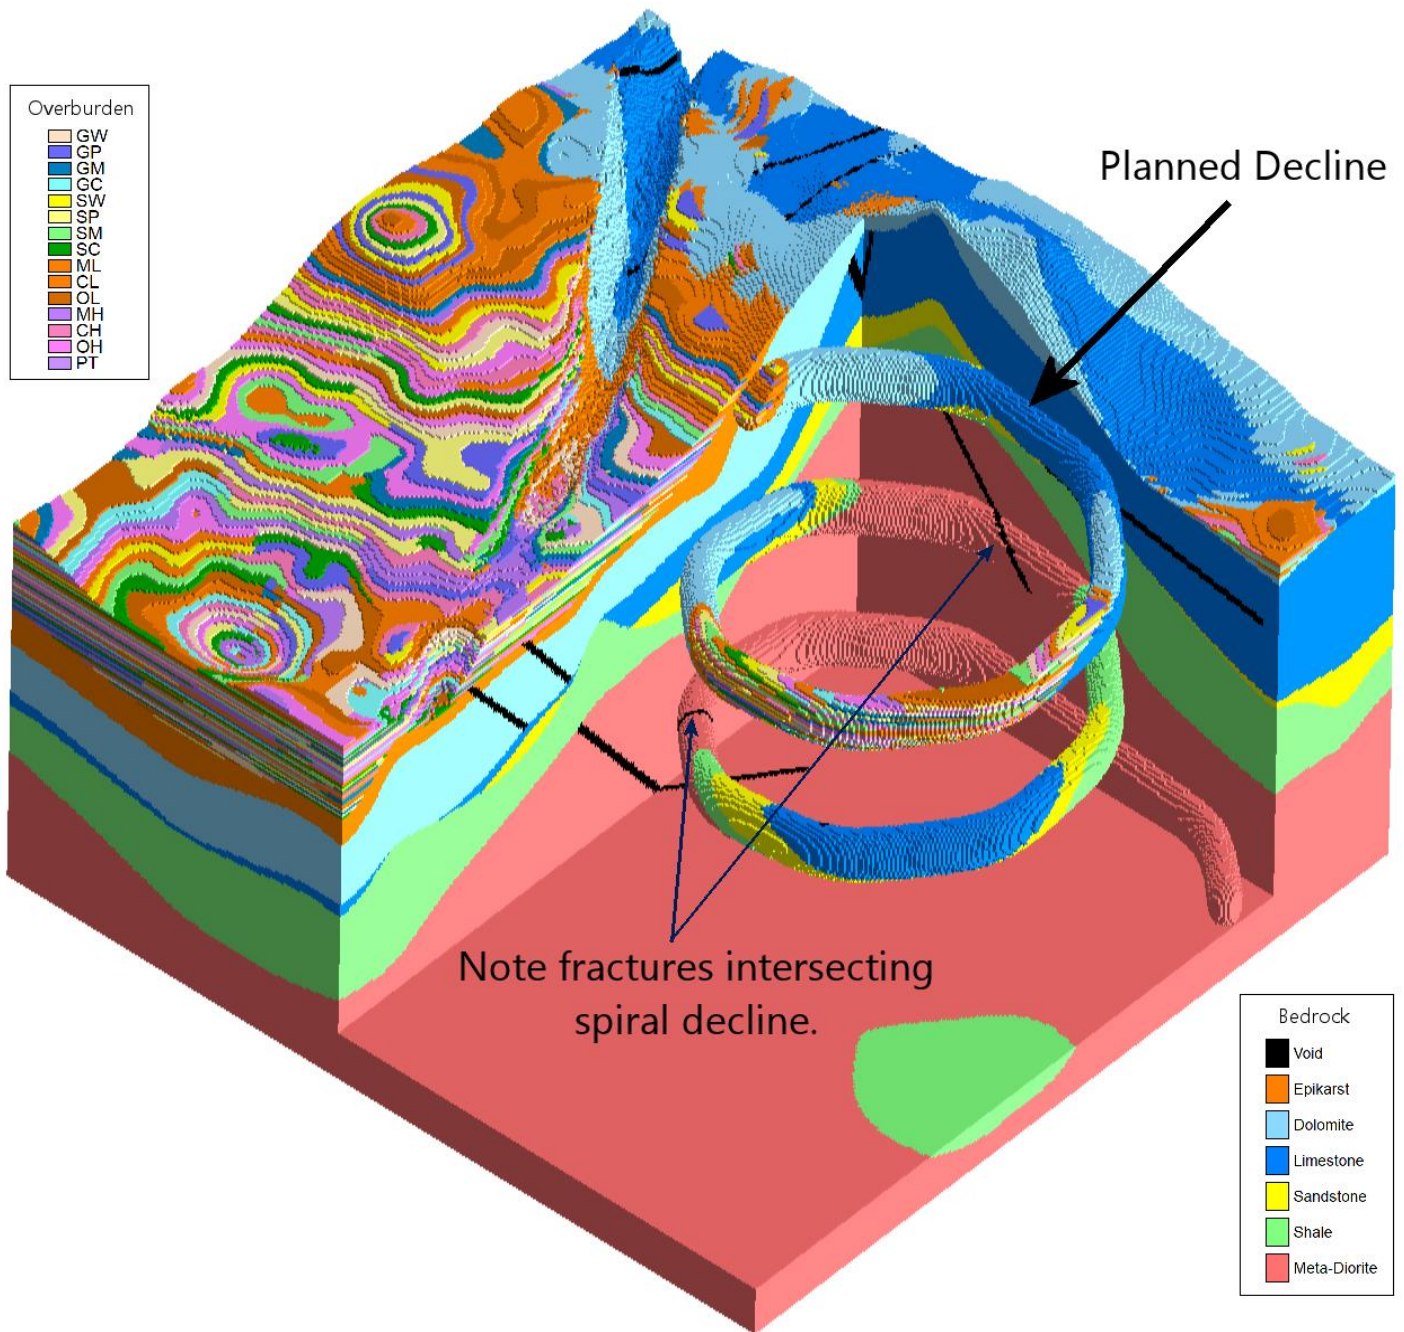 Overburden
GW
GP
GM
GC
SW
SP
SM
SC
ML
CL
OL
MH
CH
OH
PT
Planned Decline
Note fractures intersecting
spiral decline.
Bedrock
Void
Epikarst
Dolomite
Limestone
Sandstone
Shale
Meta-Diorite